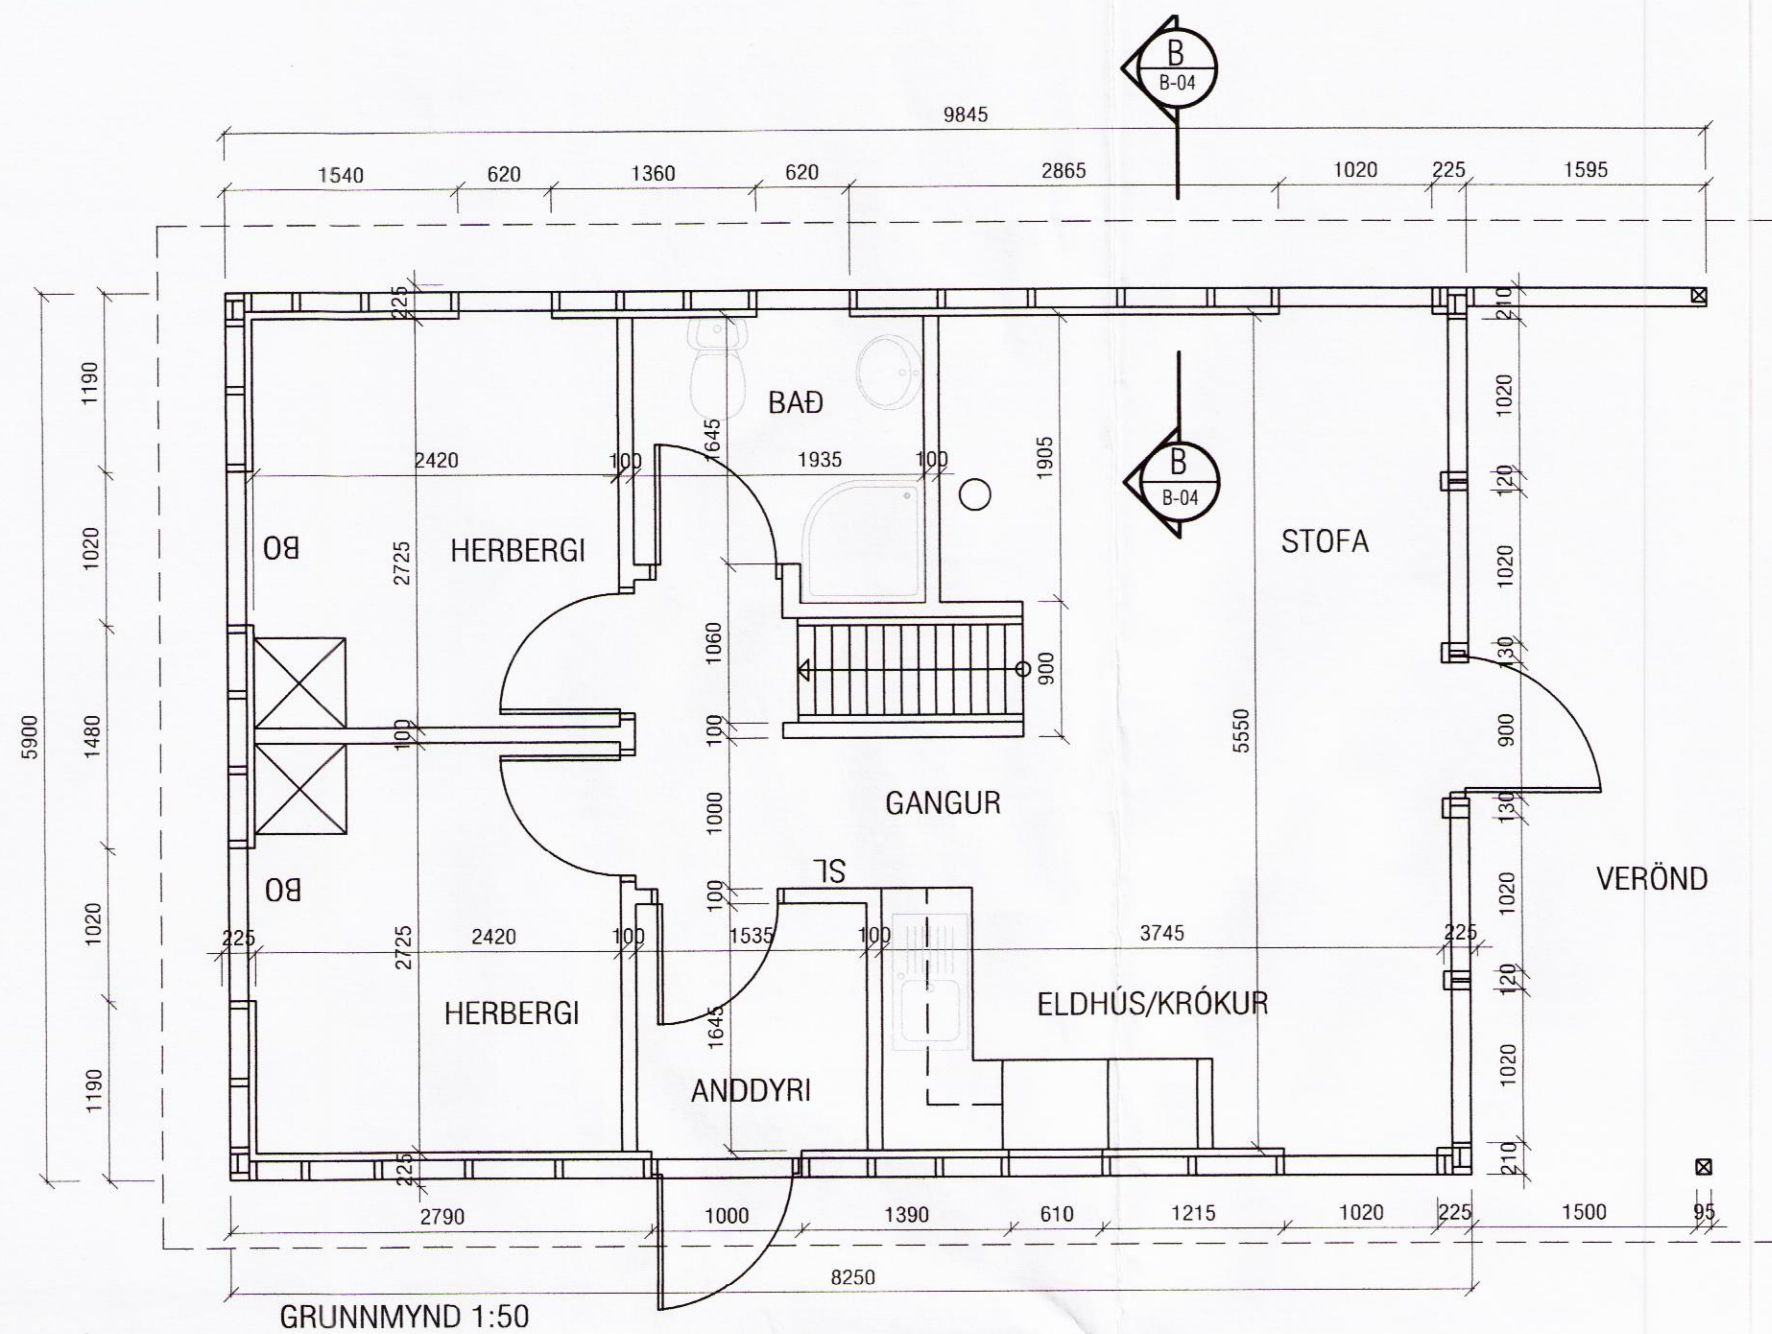 B
B-04
9845
1540 620 1360 620 2865 1020 225 1595
225
210
1190
1020
BAÐ
1645
1905
2420 100 1935 100
B
B-04
120
BO
HERBERGI
2725
STOFA
1020
1020
1060
900
130
5900
1480
100
100
5550
900
1000
GANGUR
130
SL
VERÖND
BO
100
1020
1020
225 2420 100 1535 100 3745 225
2725
120
HERBERGI
ELDHÚS/KRÓKUR
1645
1020
1190
ANDDYRI
225
210
2790 1000 1390 610 1215 1020 225 1500 95
8250
GRUNNMYND 1:50